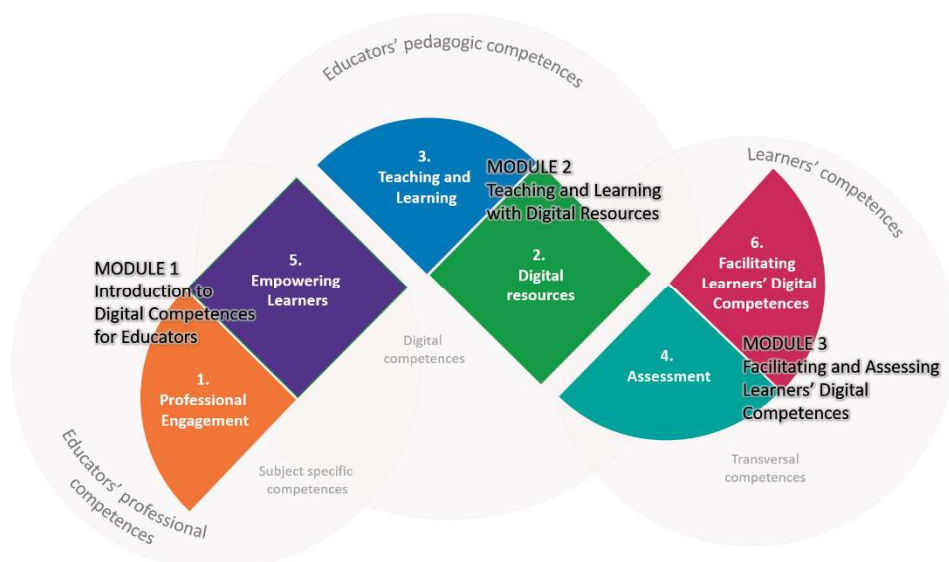 Educators' pedagogic competences
Learners' competences
3.
Teaching and
Learning
MODULE 2
Teaching and Learning
with Digital Resources
MODULE 1
Introduction to
Digital Competences
for Educators
5.
Empowering
Learners
2.
Digital
resources
6.
Facilitating
Learners' Digital
Competences
Digital
competences
1.
Professional
Engagement
4.
Assessment
MODULE 3
Facilitating and Assessing
Learners' Digital
Competences
Educators' professional
competences
Subject specific
competences
Transversal
competences